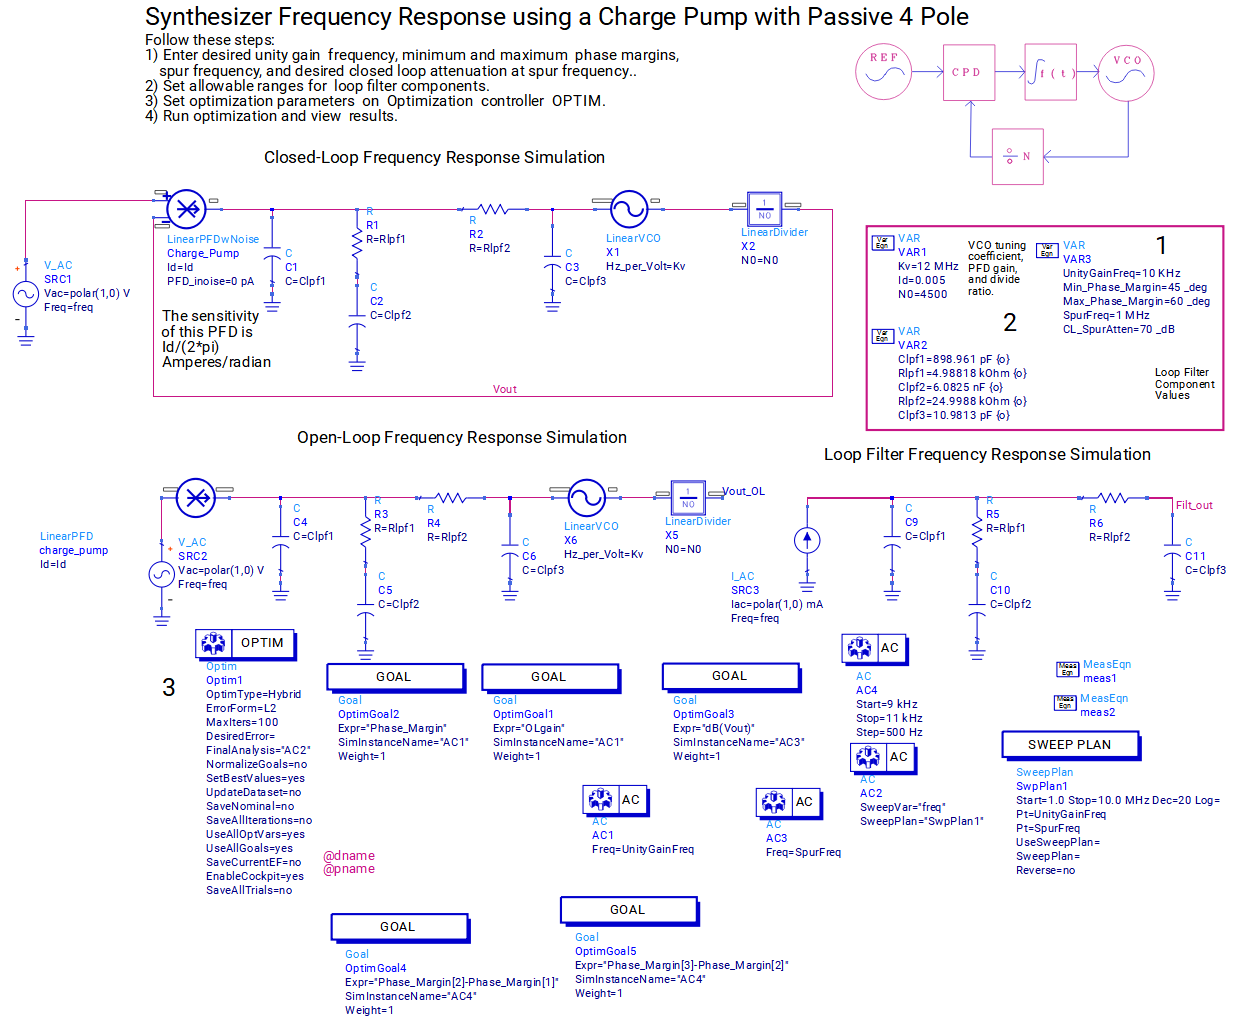 Synthesizer Frequency Response using a Charge Pump with Passive 4 Pole
Follow these steps:
1) Enter desired unity gain frequency, minimum and maximum phase margins,
spur frequency, and desired closed loop attenuation at spur frequency..
2) Set allowable ranges for loop filter components.
3) Set optimization parameters on Optimization controller OPTIM.
4) Run optimization and view results.
REF
CPD
∫f(t)
VCO
÷ N
Closed-Loop Frequency Response Simulation
V_AC
SRC1
Vac=polar(1,0) V
Freq=freq
LinearPFDwNoise
Charge_Pump
Id=Id
PFD_inoise=0 pA
The sensitivity
of this PFD is
Id/(2*pi)
Amperes/radian
C
C1
C=Clpf1
R
R1
R=Rlpf1
C
C2
C=Clpf2
R
R2
R=Rlpf2
C
C3
C=Clpf3
LinearVCO
X1
Hz_per_Volt=Kv
1
N0
LinearDivider
X2
N0=N0
Vout
Var
Eqn
VAR
VAR1
Kv=12 MHz
Id=0.005
N0=4500
VCO tuning
coefficient,
PFD gain,
and divide
ratio.
Var
Eqn
VAR
VAR3
UnityGainFreq=10 KHz
Min_Phase_Margin=45 _deg
Max_Phase_Margin=60 _deg
SpurFreq=1 MHz
CL_SpurAtten=70 _dB
1
2
Var
Eqn
VAR
VAR2
Clpf1=898.961 pF {o}
Rlpf1=4.98818 kOhm {o}
Clpf2=6.0825 nF {o}
Rlpf2=24.9988 kOhm {o}
Clpf3=10.9813 pF {o}
Loop Filter
Component
Values
Open-Loop Frequency Response Simulation
LinearPFD
charge_pump
Id=Id
V_AC
SRC2
Vac=polar(1,0) V
Freq=freq
C
C4
C=Clpf1
R
R3
R=Rlpf1
C
C5
C=Clpf2
R
R4
R=Rlpf2
C
C6
C=Clpf3
LinearVCO
X6
Hz_per_Volt=Kv
1
N0
LinearDivider
X5
N0=N0
Vout_OL
Loop Filter Frequency Response Simulation
I_AC
SRC3
Iac=polar(1,0) mA
Freq=freq
C
C9
C=Clpf1
R
R5
R=Rlpf1
C
C10
C=Clpf2
R
R6
R=Rlpf2
Filt_out
C
C11
C=Clpf3
3
OPTIM
Optim
Optim1
OptimType=Hybrid
ErrorForm=L2
MaxIters=100
DesiredError=
FinalAnalysis="AC2"
NormalizeGoals=no
SetBestValues=yes
UpdateDataset=no
SaveNominal=no
SaveAllIterations=no
UseAllOptVars=yes
UseAllGoals=yes
SaveCurrentEF=no
EnableCockpit=yes
SaveAllTrials=no
@dname
@pname
GOAL
Goal
OptimGoal2
Expr="Phase_Margin"
SimInstanceName="AC1"
Weight=1
GOAL
Goal
OptimGoal1
Expr="OLgain"
SimInstanceName="AC1"
Weight=1
GOAL
Goal
OptimGoal3
Expr="dB(Vout)"
SimInstanceName="AC3"
Weight=1
AC
AC
AC1
Freq=UnityGainFreq
AC
AC
AC3
Freq=SpurFreq
AC
AC
AC4
Start=9 kHz
Stop=11 kHz
Step=500 Hz
AC
AC
AC2
SweepVar="freq"
SweepPlan="SwpPlan1"
Meas
Eqn
MeasEqn
meas1
Meas
Eqn
MeasEqn
meas2
SWEEP PLAN
SweepPlan
SwpPlan1
Start=1.0 Stop=10.0 MHz Dec=20 Log=
Pt=UnityGainFreq
Pt=SpurFreq
UseSweepPlan=
SweepPlan=
Reverse=no
GOAL
Goal
OptimGoal4
Expr="Phase_Margin[2]-Phase_Margin[1]"
SimInstanceName="AC4"
Weight=1
GOAL
Goal
OptimGoal5
Expr="Phase_Margin[3]-Phase_Margin[2]"
SimInstanceName="AC4"
Weight=1